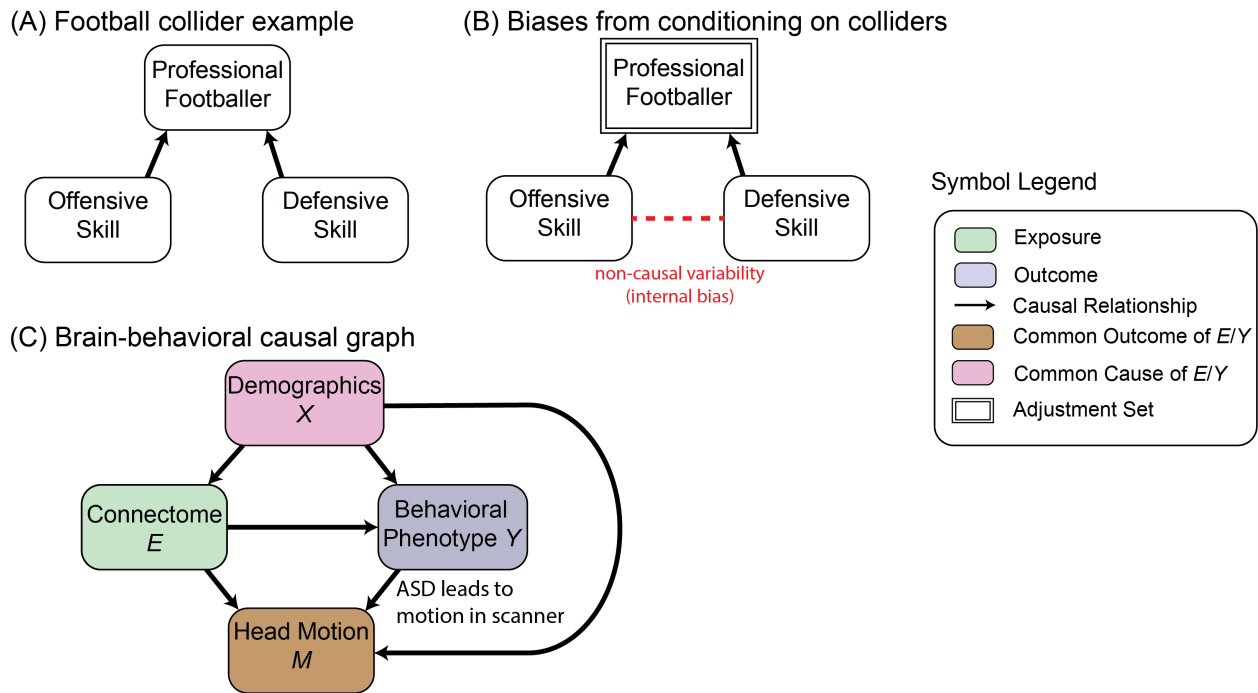 (A) Football collider example
Professional
Footballer
Offensive
Skill
Defensive
Skill
(B) Biases from conditioning on colliders
Professional
Footballer
Offensive
Skill
Defensive
Skill
non-causal variability
(internal bias)
Symbol Legend
Exposure
Outcome
Causal Relationship
Common Outcome of E/Y
Common Cause of E/Y
Adjustment Set
(C) Brain-behavioral causal graph
Demographics
X
Connectome
E
Behavioral
Phenotype Y
ASD leads to
motion in scanner
Head Motion
M